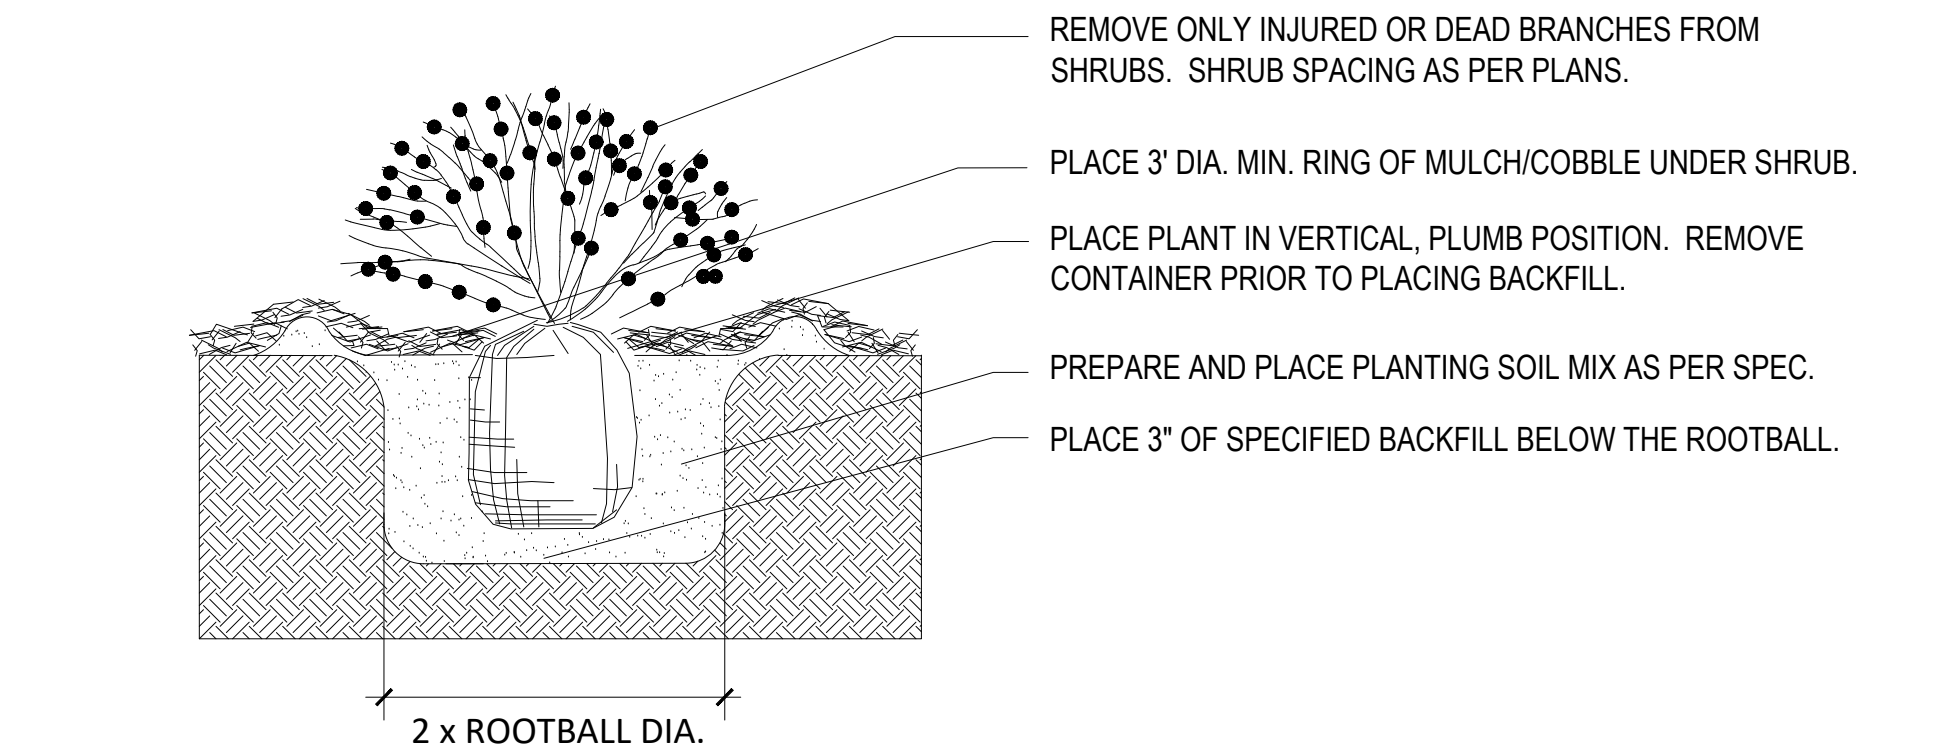 REMOVE ONLY INJURED OR DEAD BRANCHES FROM
SHRUBS.  SHRUB SPACING AS PER PLANS.
PLACE 3' DIA. MIN. RING OF MULCH/COBBLE UNDER SHRUB.
PLACE PLANT IN VERTICAL, PLUMB POSITION.  REMOVE
CONTAINER PRIOR TO PLACING BACKFILL.
PREPARE AND PLACE PLANTING SOIL MIX AS PER SPEC.
PLACE 3" OF SPECIFIED BACKFILL BELOW THE ROOTBALL.
2 x ROOTBALL DIA.